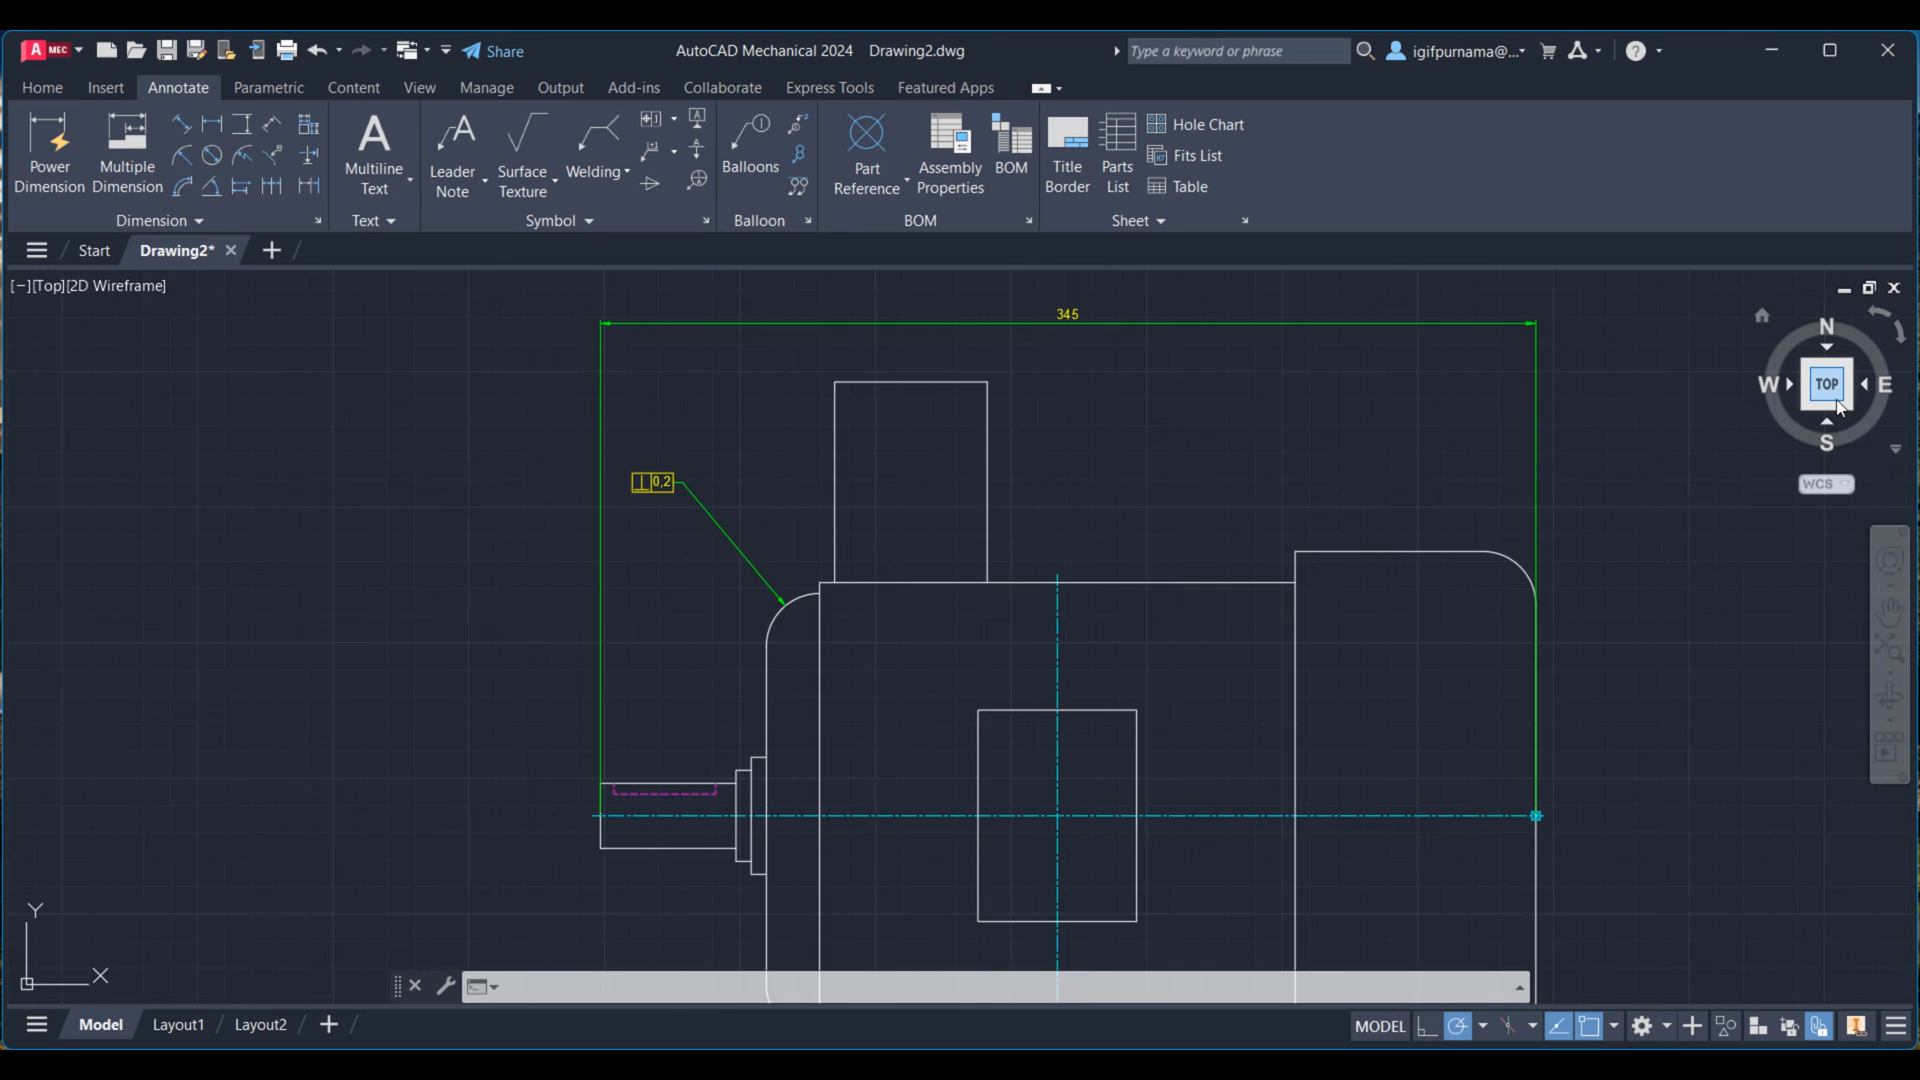 A MEC
Share
AutoCAD Mechanical 2024 Drawing2.dwg
Type a keyword or phrase
igifpurnama@...
?
Home Insert Annotate Parametric Content View Manage Output Add-ins Collaborate Express Tools Featured Apps
Power Dimension
Multiple Dimension
Multiline Text
Leader Note
Surface Texture
Welding
Balloons
Part Reference
Assembly Properties
BOM
Title Border
Parts List
Hole Chart
Fits List
Table
Dimension
Text
Symbol
Balloon
BOM
Sheet
Start
Drawing2*
[−][Top][2D Wireframe]
345
N
W TOP E
S
WCS
0,2
Y
X
Model Layout1 Layout2
MODEL